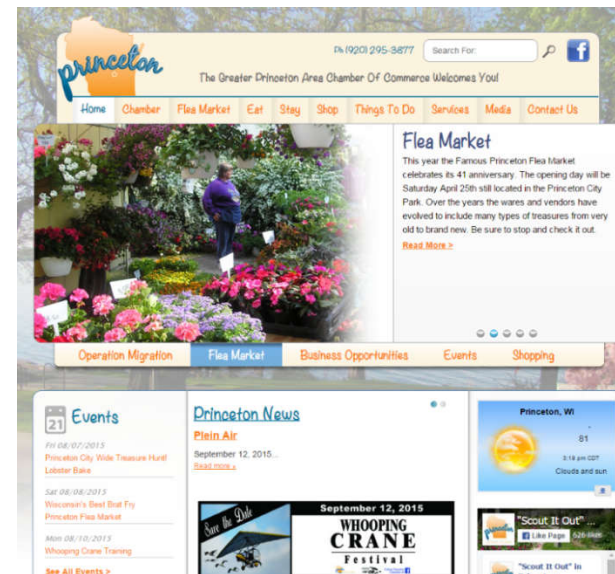 princeton
Ph (920) 295-3877
Search For:
The Greater Princeton Area Chamber Of Commerce Welcomes You!
Home Chamber Flea Market Eat Stay Shop Things To Do Services Media Contact Us
Flea Market
This year the Famous Princeton Flea Market
celebrates its 41 anniversary. The opening day will be
Saturday April 25th still located in the Princeton City
Park. Over the years the wares and vendors have
evolved to include many types of treasures from very
old to brand new. Be sure to stop and check it out.
Read More >
Operation Migration Flea Market Business Opportunities Events Shopping
21 Events
Fri 08/07/2015
Princeton City Wide Treasure Hunt!
Lobster Bake
Sat 08/08/2015
Wisconsin's Best Brat Fry
Princeton Flea Market
Mon 08/10/2015
Whooping Crane Training
See All Events >
Princeton News
Plein Air
September 12, 2015...
Read more
Save the Date
September 12, 2015
WHOOPING
CRANE
Festival
Princeton, WI
81
3:18 pm CDT
Clouds and sun
"Scout It Out" ...
Like Page 526 likes
"Scout It Out" in